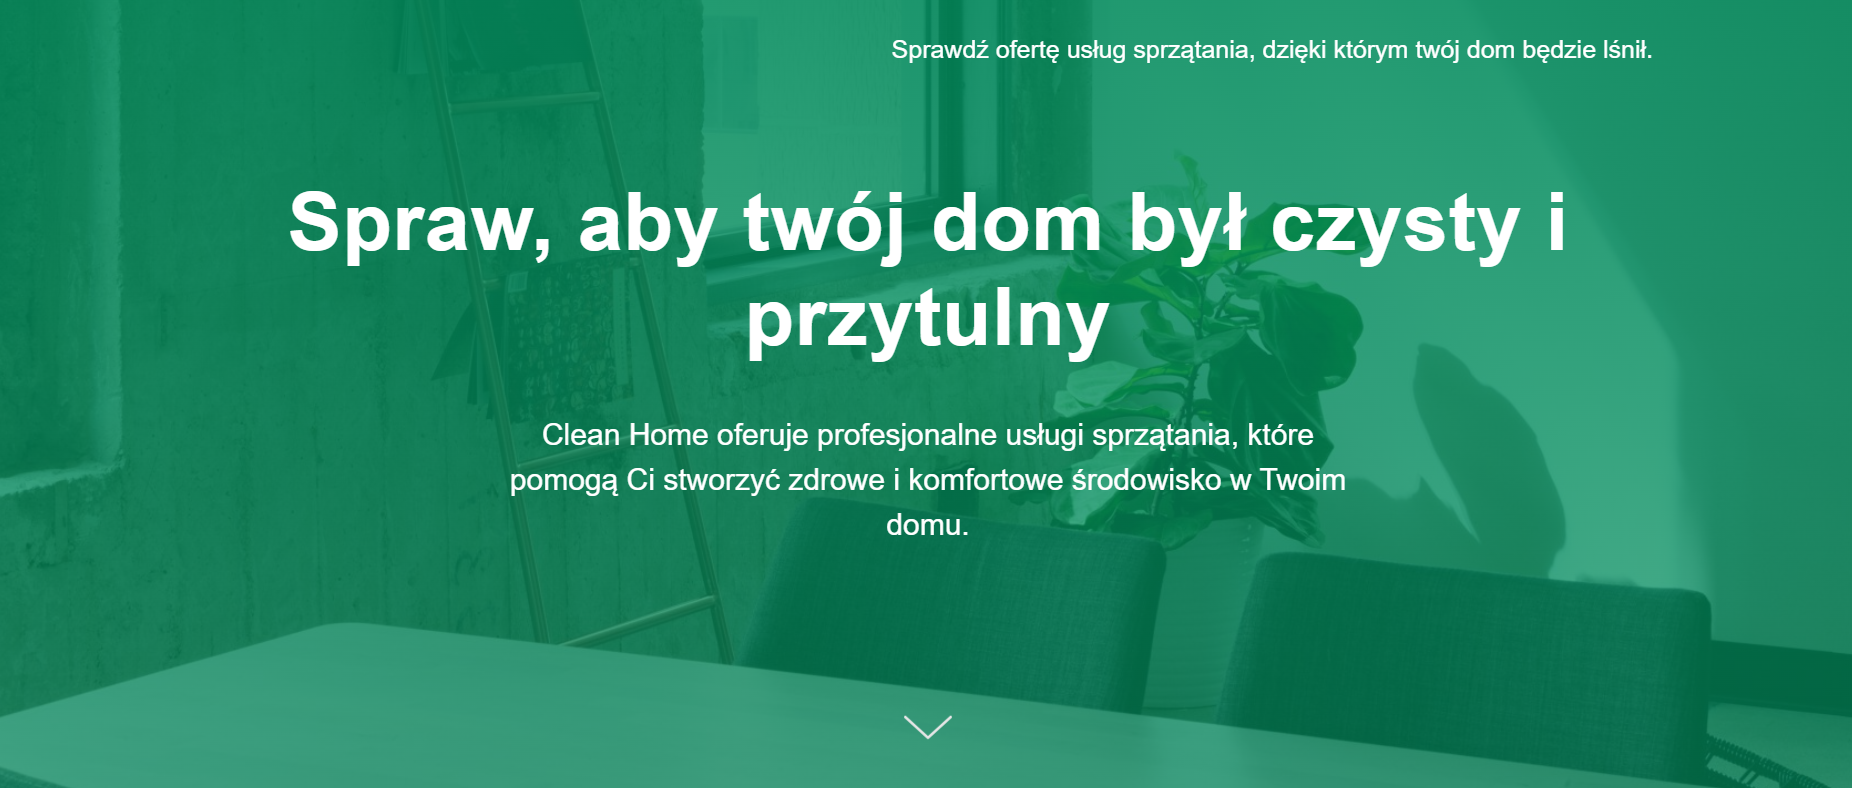 Sprawdź ofertę usług sprzątania, dzięki którym twój dom będzie lśnił.
Spraw, aby twój dom był czysty i
przytulny
Clean Home oferuje profesjonalne usługi sprzątania, które
pomogą Ci stworzyć zdrowe i komfortowe środowisko w Twoim
domu.